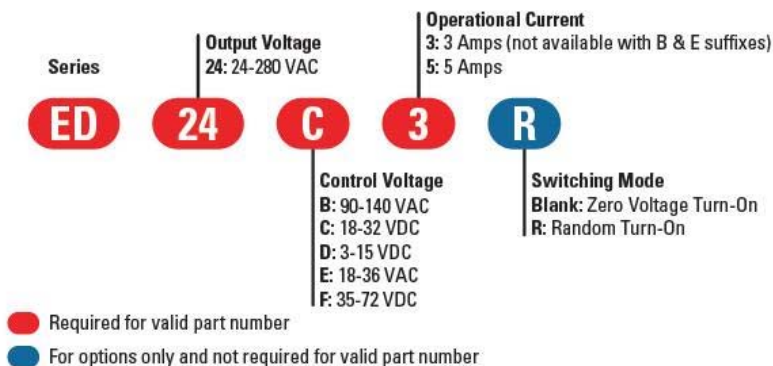 Operational Current
3: 3 Amps (not available with B & E suffixes)
5: 5 Amps
Output Voltage
24: 24-280 VAC
Series
ED
24
C
3
R
Control Voltage
B: 90-140 VAC
C: 18-32 VDC
D: 3-15 VDC
E: 18-36 VAC
F: 35-72 VDC
Switching Mode
Blank: Zero Voltage Turn-On
R: Random Turn-On
Required for valid part number
For options only and not required for valid part number